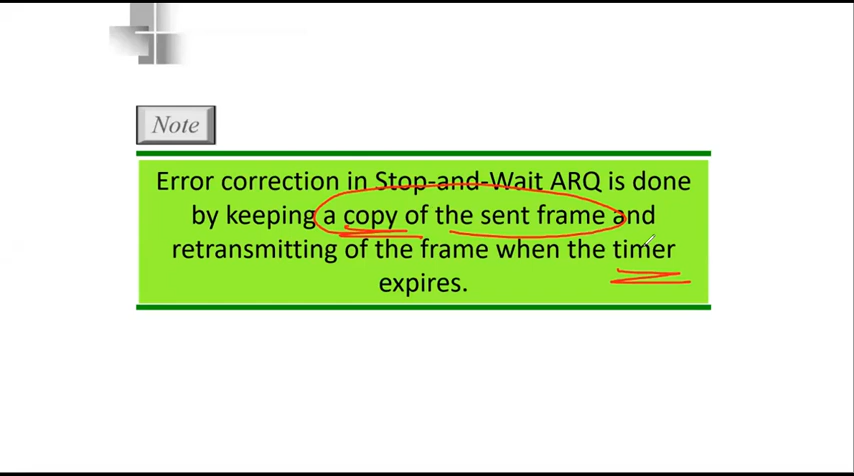 Note
Error correction in Stop-and-Wait ARQ is done
by keeping a copy of the sent frame and
retransmitting of the frame when the timer
expires.